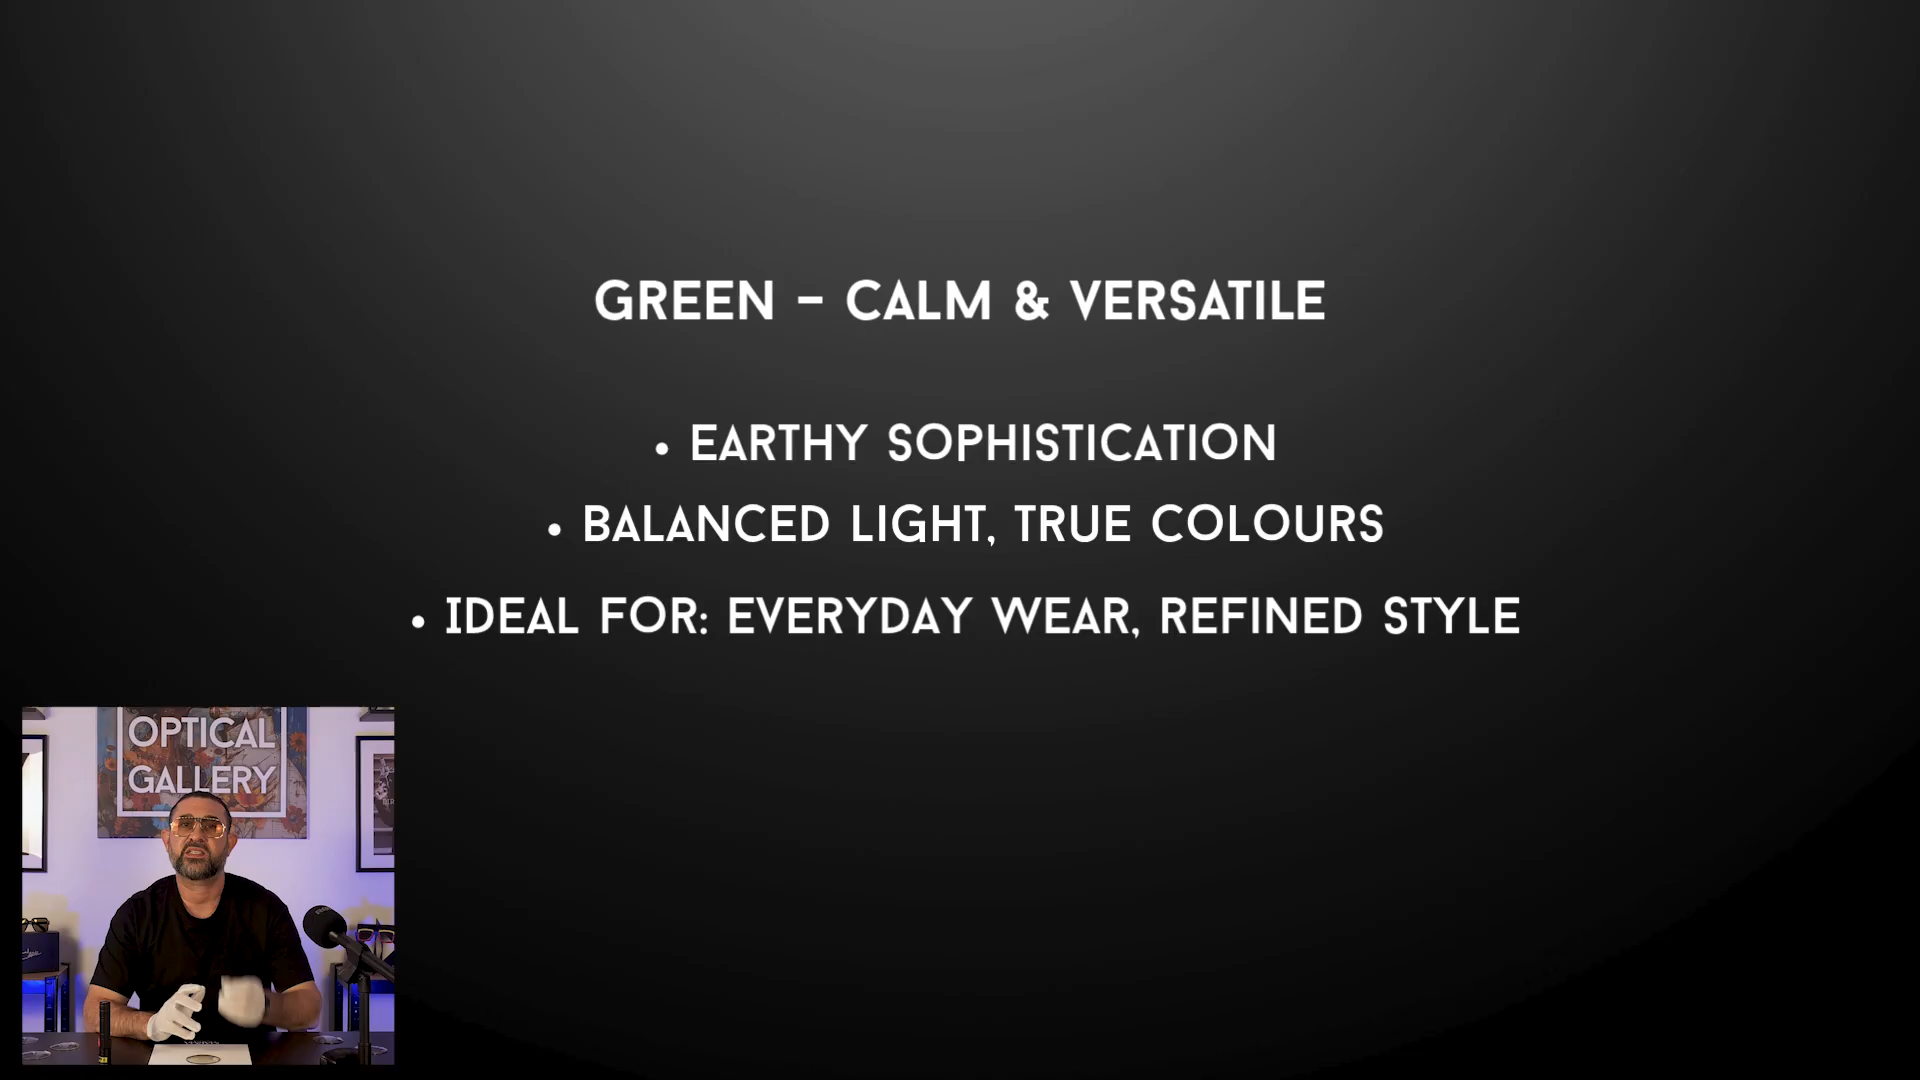 GREEN – CALM & VERSATILE
• EARTHY SOPHISTICATION
• BALANCED LIGHT, TRUE COLOURS
• IDEAL FOR: EVERYDAY WEAR, REFINED STYLE
OPTICAL
GALLERY